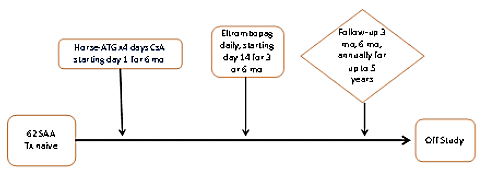 Horse-ATG x4 days CsA
starting day 1 for 6 mo
Eltrombopag
daily, starting
day 14 for 3
or 6 mo
Follow-up 3
mo, 6 mo,
annually for
up to 5
years
62 SAA
Tx naive
Off Study